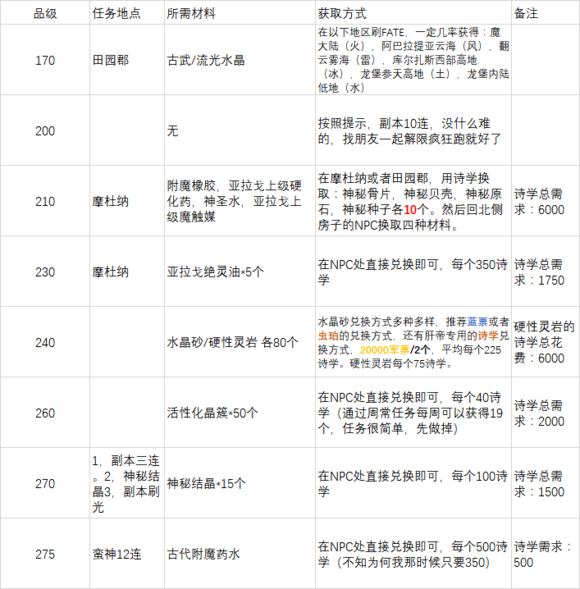 品级 任务地点 所需材料 获取方式 备注
170 田园郡 古武/流光水晶
在以下地区刷FATE，一定几率获得：魔
大陆（火），阿巴拉提亚云海（风），翻
云雾海（雷），库尔扎斯西部高地
（冰），龙堡参天高地（土），龙堡内陆
低地（水）
200 无
按照提示，副本10连，没什么难
的，找朋友一起解限疯狂跑就好了
210 摩杜纳
附魔橡胶，亚拉戈上级硬
化药，神圣水，亚拉戈上
级魔触媒
在摩杜纳或者田园郡，用诗学换
取：神秘骨片，神秘贝壳，神秘原
石，神秘种子各10个。然后回北侧
房子的NPC换取四种材料。
诗学总需
求：6000
230 摩杜纳 亚拉戈绝灵油*5个
在NPC处直接兑换即可，每个350诗
学
诗学总需
求：1750
240 水晶砂/硬性灵岩 各80个
水晶砂兑换方式多种多样，推荐蓝票或者
虫蛉的兑换方式，还有肝帝专用的诗学兑
换方式，20000军票/2个，平均每个225
诗学。硬性灵岩每个75诗学。
硬性灵岩的
诗学总花
费：6000
260 活性化晶簇*50个
在NPC处直接兑换即可，每个40诗
学（通过周常任务每周可以获得19
个，任务很简单，先做掉）
诗学总需
求：2000
270
1，副本三连
。2，神秘结
晶3，副本刷
光
神秘结晶*15个
在NPC处直接兑换即可，每个100诗
学
诗学总需
求：1500
275 蛮神12连 古代附魔药水
在NPC处直接兑换即可，每个500诗
学（不知为何我那时候只要350）
诗学需求：
500